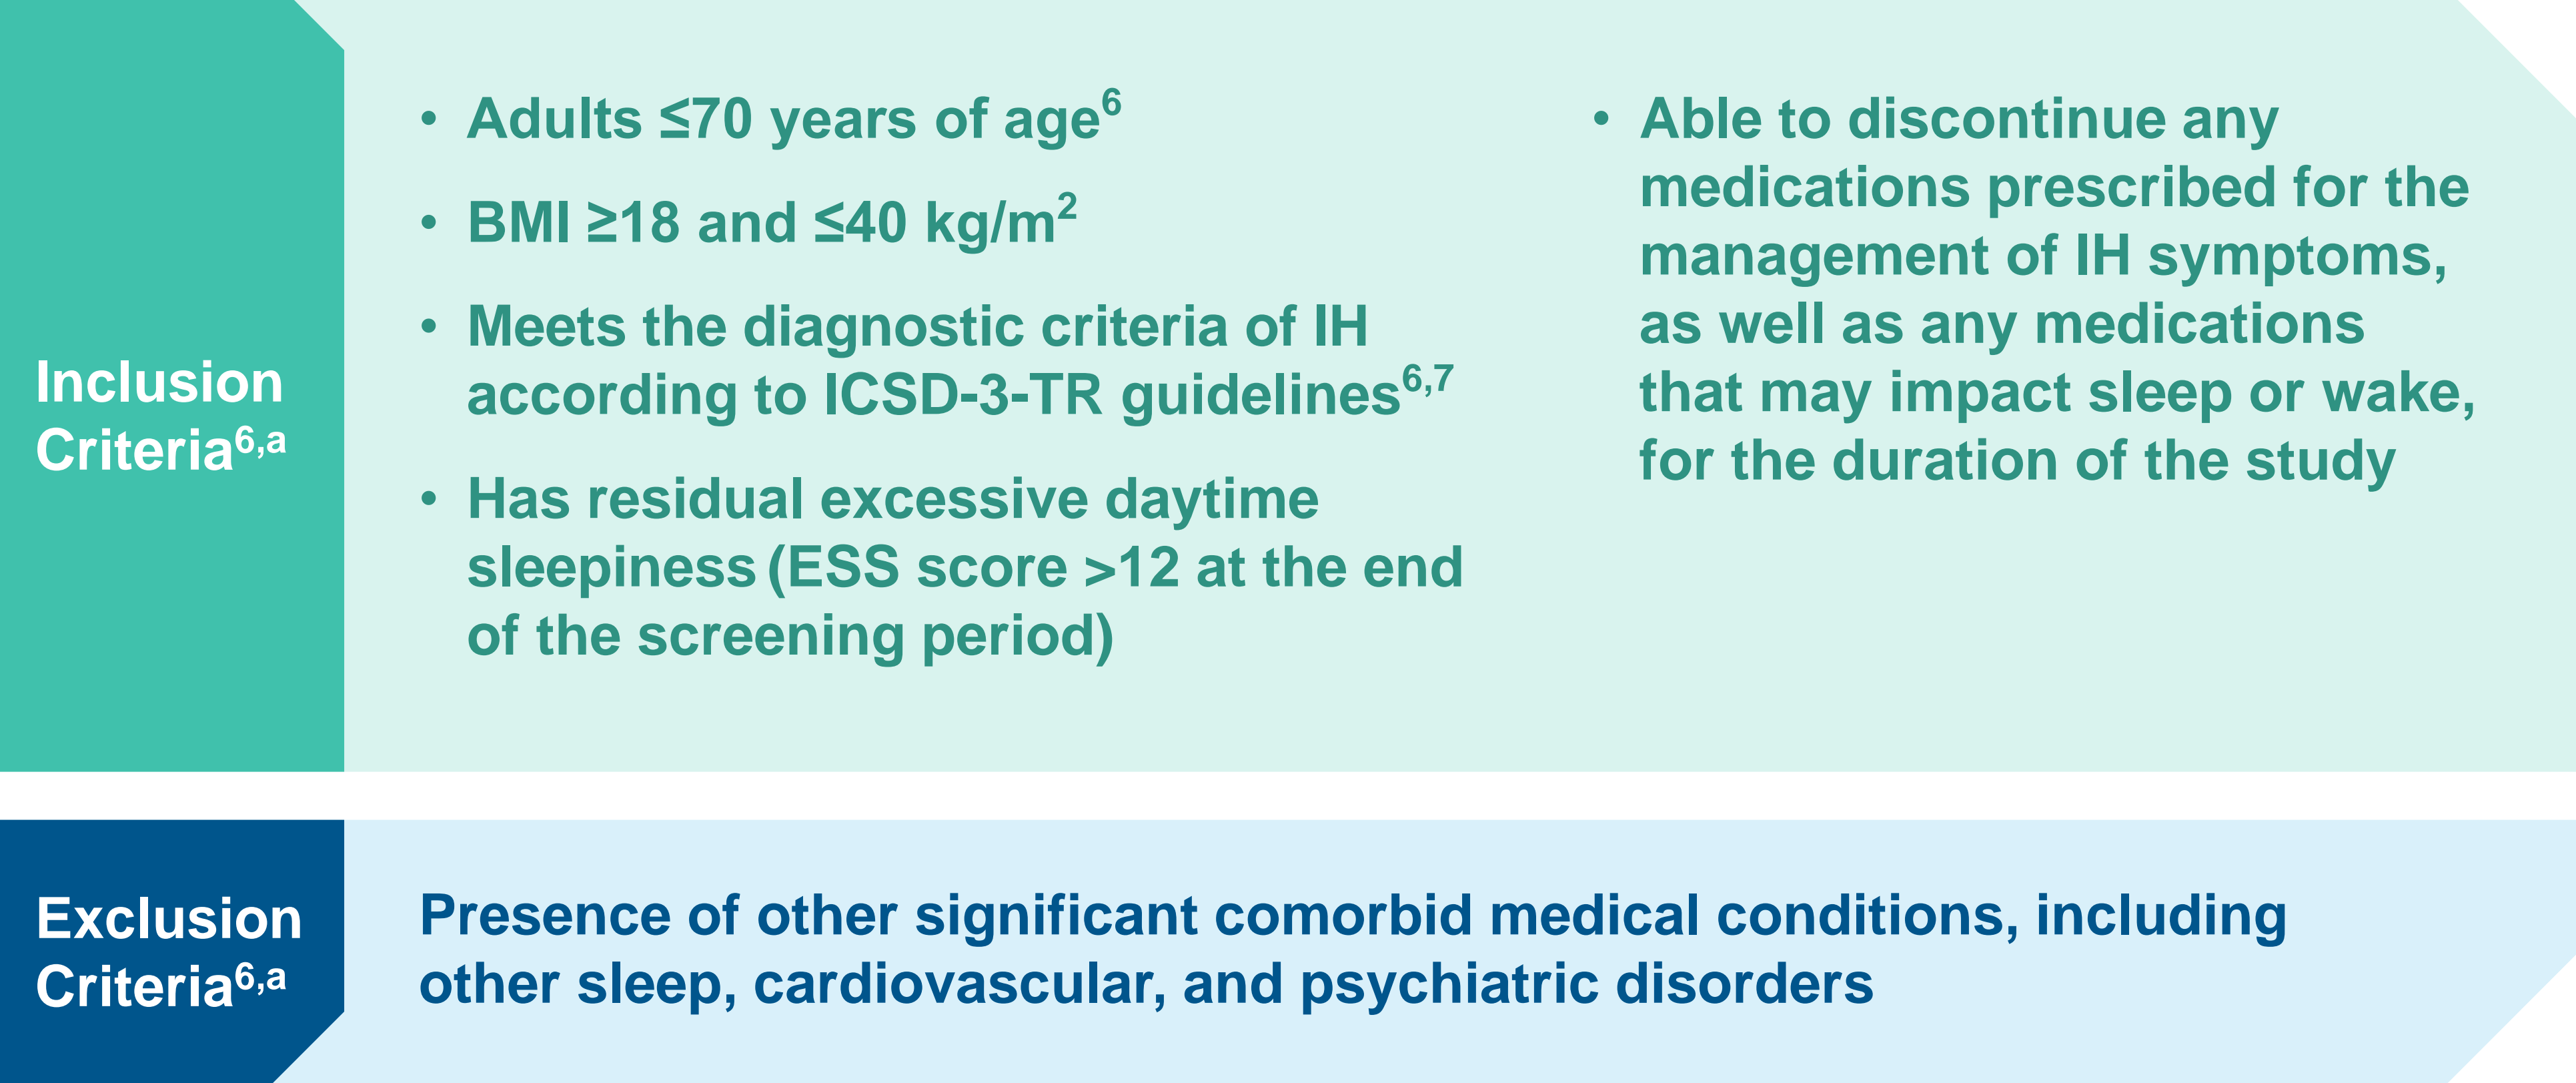 Inclusion
Criteria6,a
• Adults ≤70 years of age6
• BMI ≥18 and ≤40 kg/m2
• Meets the diagnostic criteria of IH
according to ICSD-3-TR guidelines6,7
• Has residual excessive daytime
sleepiness (ESS score >12 at the end
of the screening period)
• Able to discontinue any
medications prescribed for the
management of IH symptoms,
as well as any medications
that may impact sleep or wake,
for the duration of the study
Exclusion
Criteria6,a
Presence of other significant comorbid medical conditions, including
other sleep, cardiovascular, and psychiatric disorders